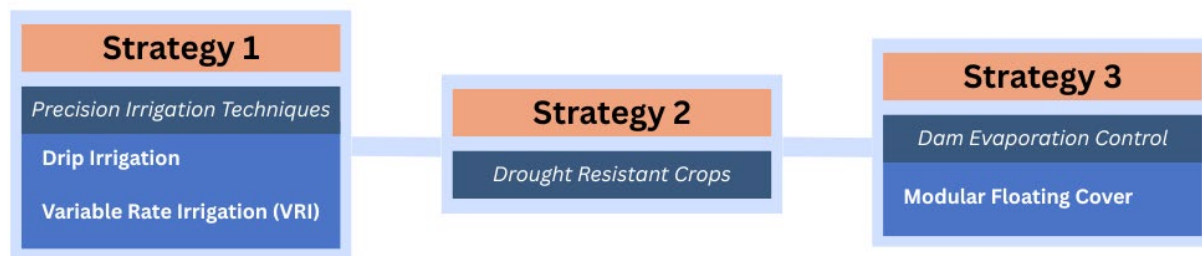 Strategy 1
Precision Irrigation Techniques
Drip Irrigation
Variable Rate Irrigation (VRI)
Strategy 2
Drought Resistant Crops
Strategy 3
Dam Evaporation Control
Modular Floating Cover